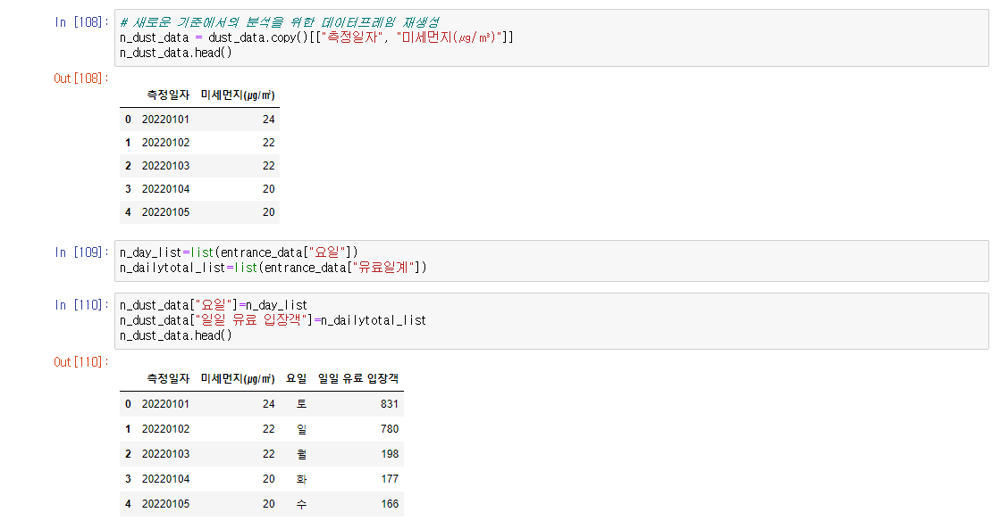 In [108]: # 새로운 기준에서의 분석을 위한 데이터프레임 재생성
n_dust_data = dust_data.copy()[["측정일자", "미세먼지(㎍/㎥)"]]
n_dust_data.head()
Out[108]:
측정일자 미세먼지(㎍/㎥)
0 20220101 24
1 20220102 22
2 20220103 22
3 20220104 20
4 20220105 20
In [109]: n_day_list=list(entrance_data["요일"])
n_dailytotal_list=list(entrance_data["유료일계"])
In [110]: n_dust_data["요일"]=n_day_list
n_dust_data["일일 유료 입장객"]=n_dailytotal_list
n_dust_data.head()
Out[110]:
측정일자 미세먼지(㎍/㎥) 요일 일일 유료 입장객
0 20220101 24 토 831
1 20220102 22 일 780
2 20220103 22 월 198
3 20220104 20 화 177
4 20220105 20 수 166